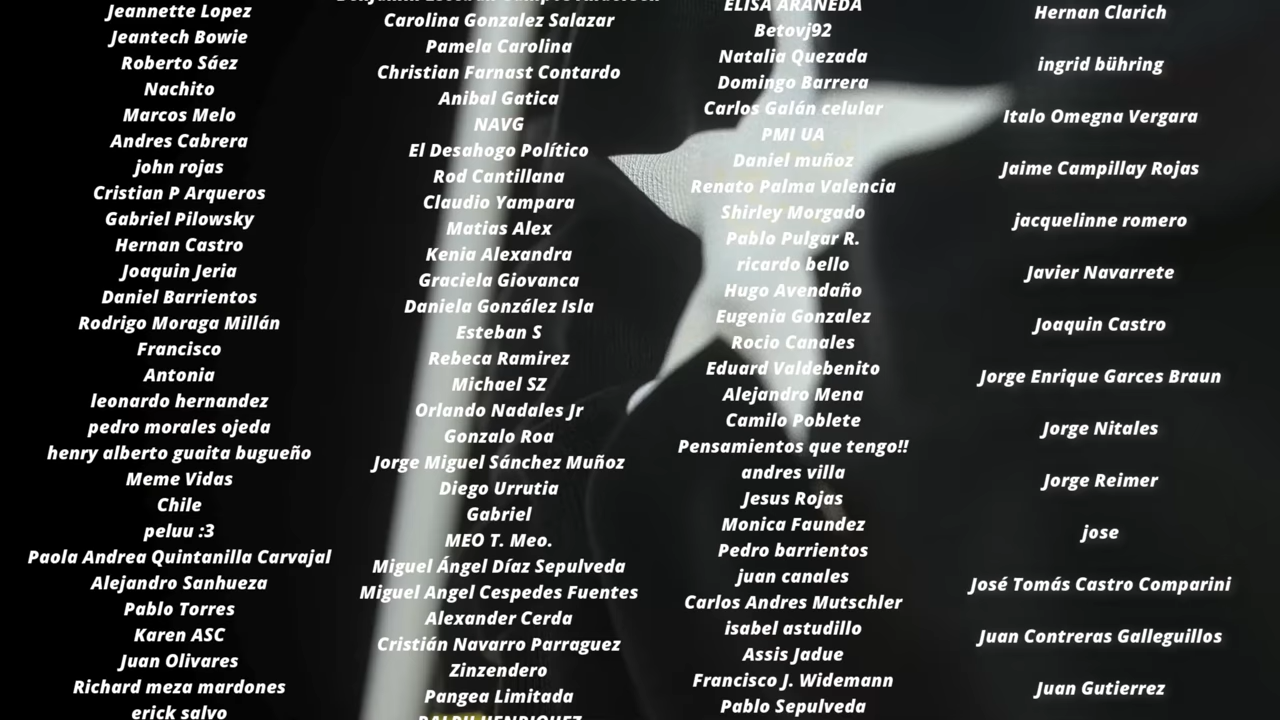 Jeannette Lopez
Jeantech Bowie
Roberto Sáez
Nachito
Marcos Melo
Andres Cabrera
john rojas
Cristian P Arqueros
Gabriel Pilowsky
Hernan Castro
Joaquin Jeria
Daniel Barrientos
Rodrigo Moraga Millán
Francisco
Antonia
leonardo hernandez
pedro morales ojeda
henry alberto guaita bugueño
Meme Vidas
Chile
peluu :3
Paola Andrea Quintanilla Carvajal
Alejandro Sanhueza
Pablo Torres
Karen ASC
Juan Olivares
Richard meza mardones
erick salvo
Carolina Gonzalez Salazar
Pamela Carolina
Christian Farnast Contardo
Anibal Gatica
NAVG
El Desahogo Político
Rod Cantillana
Claudio Yampara
Matias Alex
Kenia Alexandra
Graciela Giovanca
Daniela González Isla
Esteban S
Rebeca Ramirez
Michael SZ
Orlando Nadales Jr
Gonzalo Roa
Jorge Miguel Sánchez Muñoz
Diego Urrutia
Gabriel
MEO T. Meo.
Miguel Ángel Díaz Sepulveda
Miguel Angel Cespedes Fuentes
Alexander Cerda
Cristián Navarro Parraguez
Zinzendero
Pangea Limitada
RALPH HENRIQUEZ
ELISA ARANEDA
Betovj92
Natalia Quezada
Domingo Barrera
Carlos Galán celular
PMI UA
Daniel muñoz
Renato Palma Valencia
Shirley Morgado
Pablo Pulgar R.
ricardo bello
Hugo Avendaño
Eugenia Gonzalez
Rocio Canales
Eduard Valdebenito
Alejandro Mena
Camilo Poblete
Pensamientos que tengo!!
andres villa
Jesus Rojas
Monica Faundez
Pedro barrientos
juan canales
Carlos Andres Mutschler
isabel astudillo
Assis Jadue
Francisco J. Widemann
Pablo Sepulveda
Hernan Clarich
ingrid bühring
Italo Omegna Vergara
Jaime Campillay Rojas
jacquelinne romero
Javier Navarrete
Joaquin Castro
Jorge Enrique Garces Braun
Jorge Nitales
Jorge Reimer
jose
José Tomás Castro Comparini
Juan Contreras Galleguillos
Juan Gutierrez